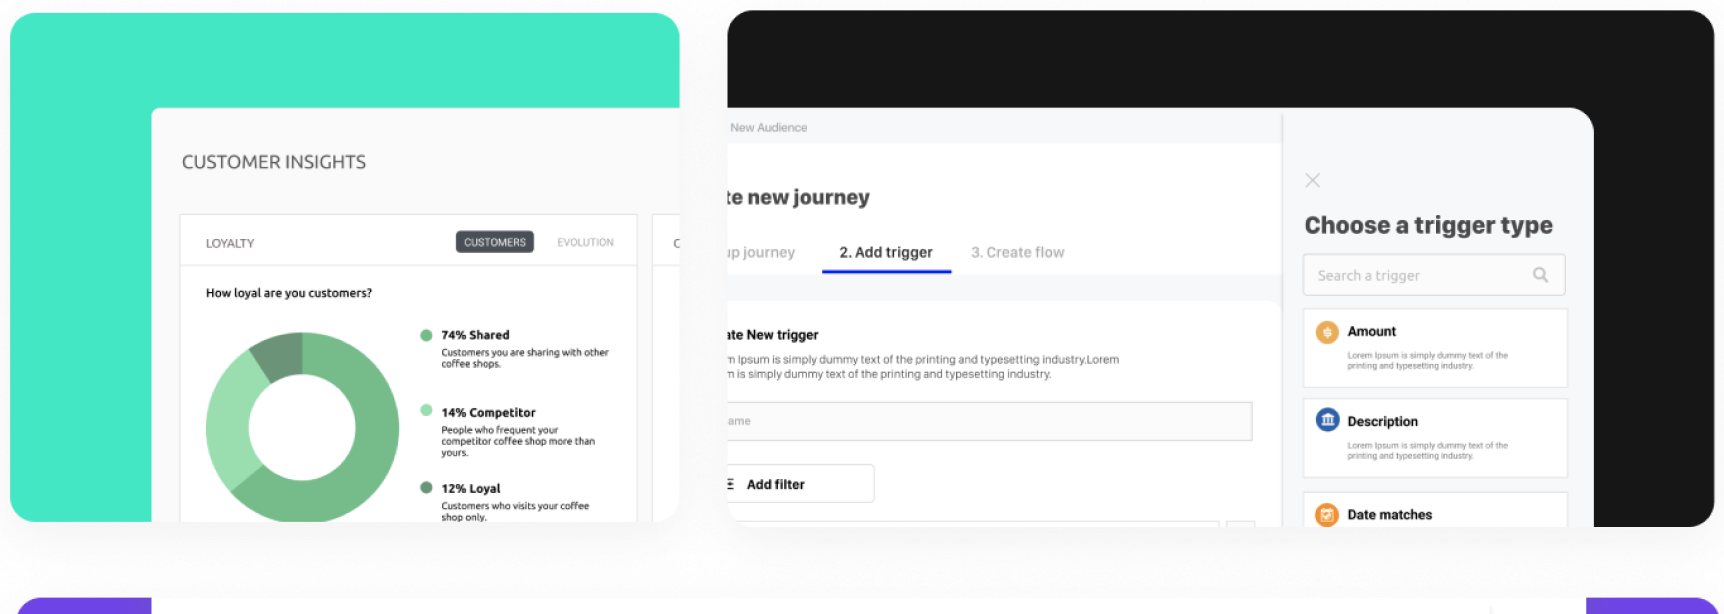 CUSTOMER INSIGHTS
LOYALTY
CUSTOMERS
EVOLUTION
C
How loyal are you customers?
74% Shared
Customers you are sharing with other
coffee shops.
14% Competitor
People who frequent your
competitor coffee shop more than
yours.
12% Loyal
Customers who visits your coffee
shop only.
New Audience
te new journey
up journey
2. Add trigger
3. Create flow
ate New trigger
m Ipsum is simply dummy text of the printing and typesetting industry.Lorem
m is simply dummy text of the printing and typesetting industry.
ame
Add filter
Choose a trigger type
Search a trigger
Amount
Lorem Ipsum is simply dummy text of the
printing and typesetting industry.
Description
Lorem Ipsum is simply dummy text of the
printing and typesetting industry.
Date matches